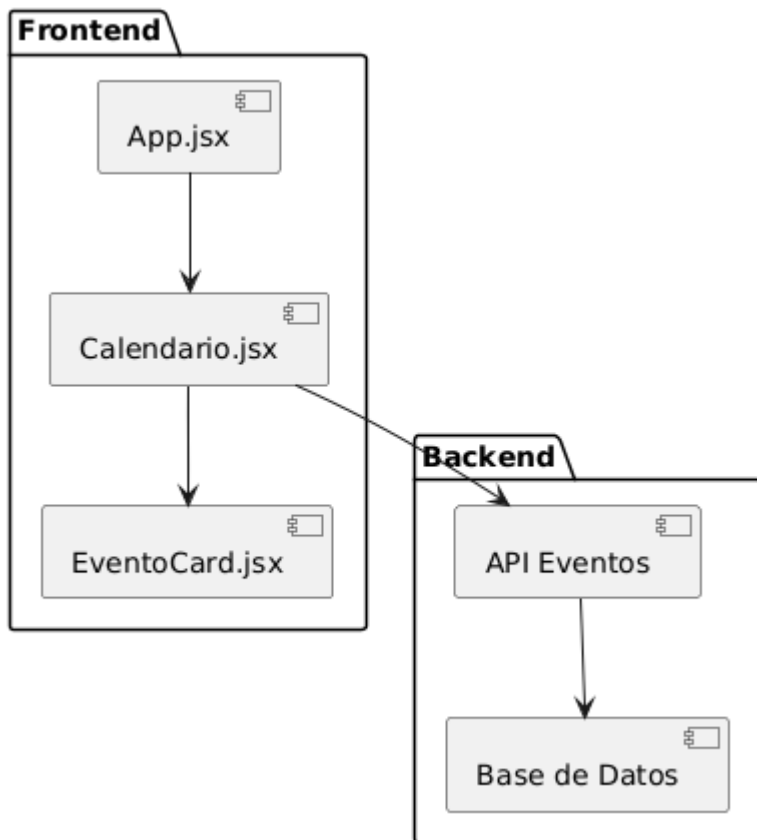 Frontend
App.jsx
Calendario.jsx
EventoCard.jsx
Backend
API Eventos
Base de Datos